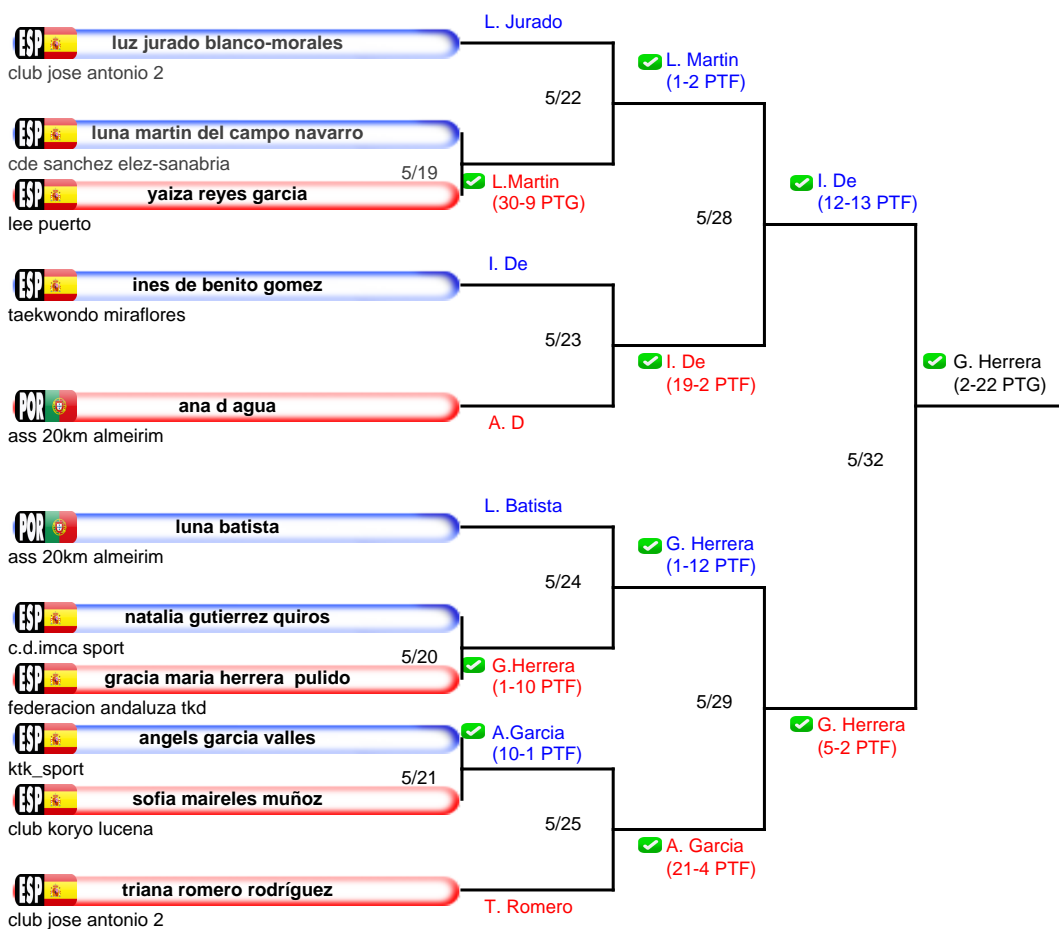 L. Jurado
ESP luz jurado blanco-morales
club jose antonio 2
L. Martin
(1-2 PTF)
5/22
ESP luna martin del campo navarro
cde sanchez elez-sanabria
5/19
ESP yaiza reyes garcia
L.Martin
(30-9 PTG)
lee puerto
I. De
(12-13 PTF)
5/28
I. De
ESP ines de benito gomez
taekwondo miraflores
5/23
I. De
(19-2 PTF)
G. Herrera
(2-22 PTG)
POR ana d agua
A. D
ass 20km almeirim
5/32
L. Batista
POR luna batista
ass 20km almeirim
G. Herrera
(1-12 PTF)
5/24
ESP natalia gutierrez quiros
c.d.imca sport
5/20
ESP gracia maria herrera pulido
G.Herrera
(1-10 PTF)
federacion andaluza tkd
5/29
ESP angels garcia valles
A.Garcia
(10-1 PTF)
G. Herrera
(5-2 PTF)
ktk_sport
5/21
ESP sofia maireles muñoz
club koryo lucena
5/25
A. Garcia
(21-4 PTF)
ESP triana romero rodríguez
T. Romero
club jose antonio 2